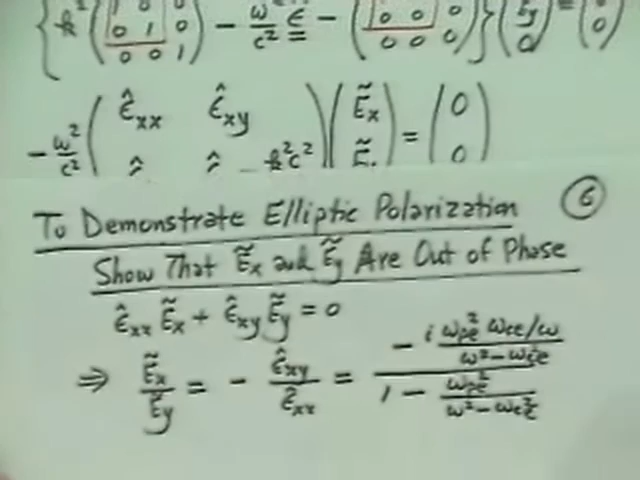 { k² ( 1 0 0 / 0 1 0 / 0 0 1 ) − ω²/c² ε̂ − ( / 0 0 0 / 0 0 0 ) } ( Ẽy / 0 ) = ( 0 )
− ω²/c² ( ε̂xx ε̂xy / ^ ^ − k²c² ) ( Ẽx / Ẽ ) = ( 0 / 0 )
To Demonstrate Elliptic Polarization ⑥
Show That Ẽx and Ẽy Are Out of Phase
ε̂xx Ẽx + ε̂xy Ẽy = 0
⇒ Ẽx/Ẽy = − ε̂xy/ε̂xx = (− i ωpe² ωce/ω / (ω² − ωce²)) / (1 − ωpe² / (ω² − ωce²))